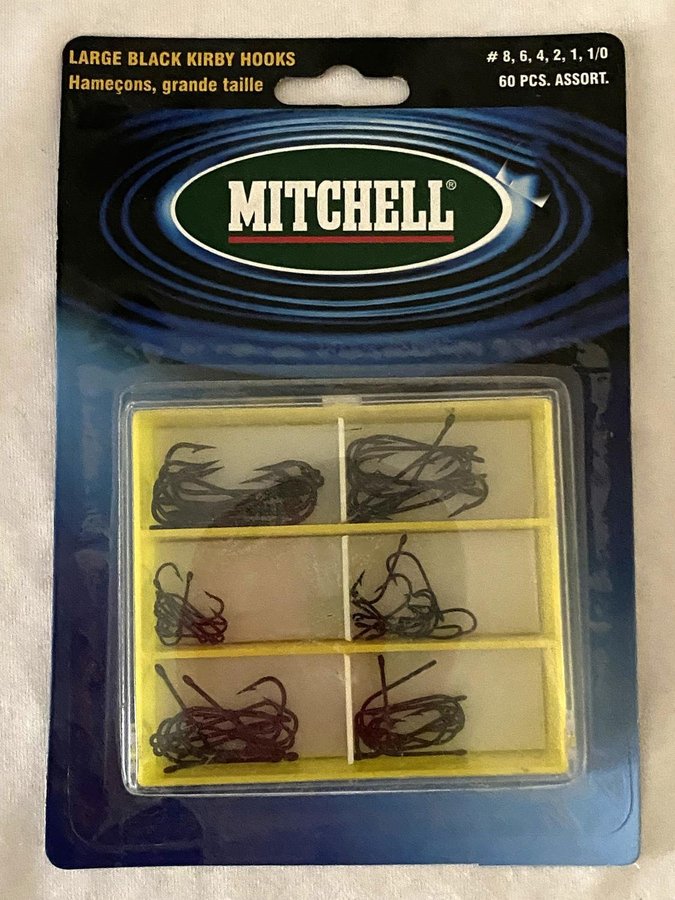 LARGE BLACK KIRBY HOOKS
Hameçons, grande taille
# 8, 6, 4, 2, 1, 1/0
60 PCS. ASSORT.
MITCHELL®